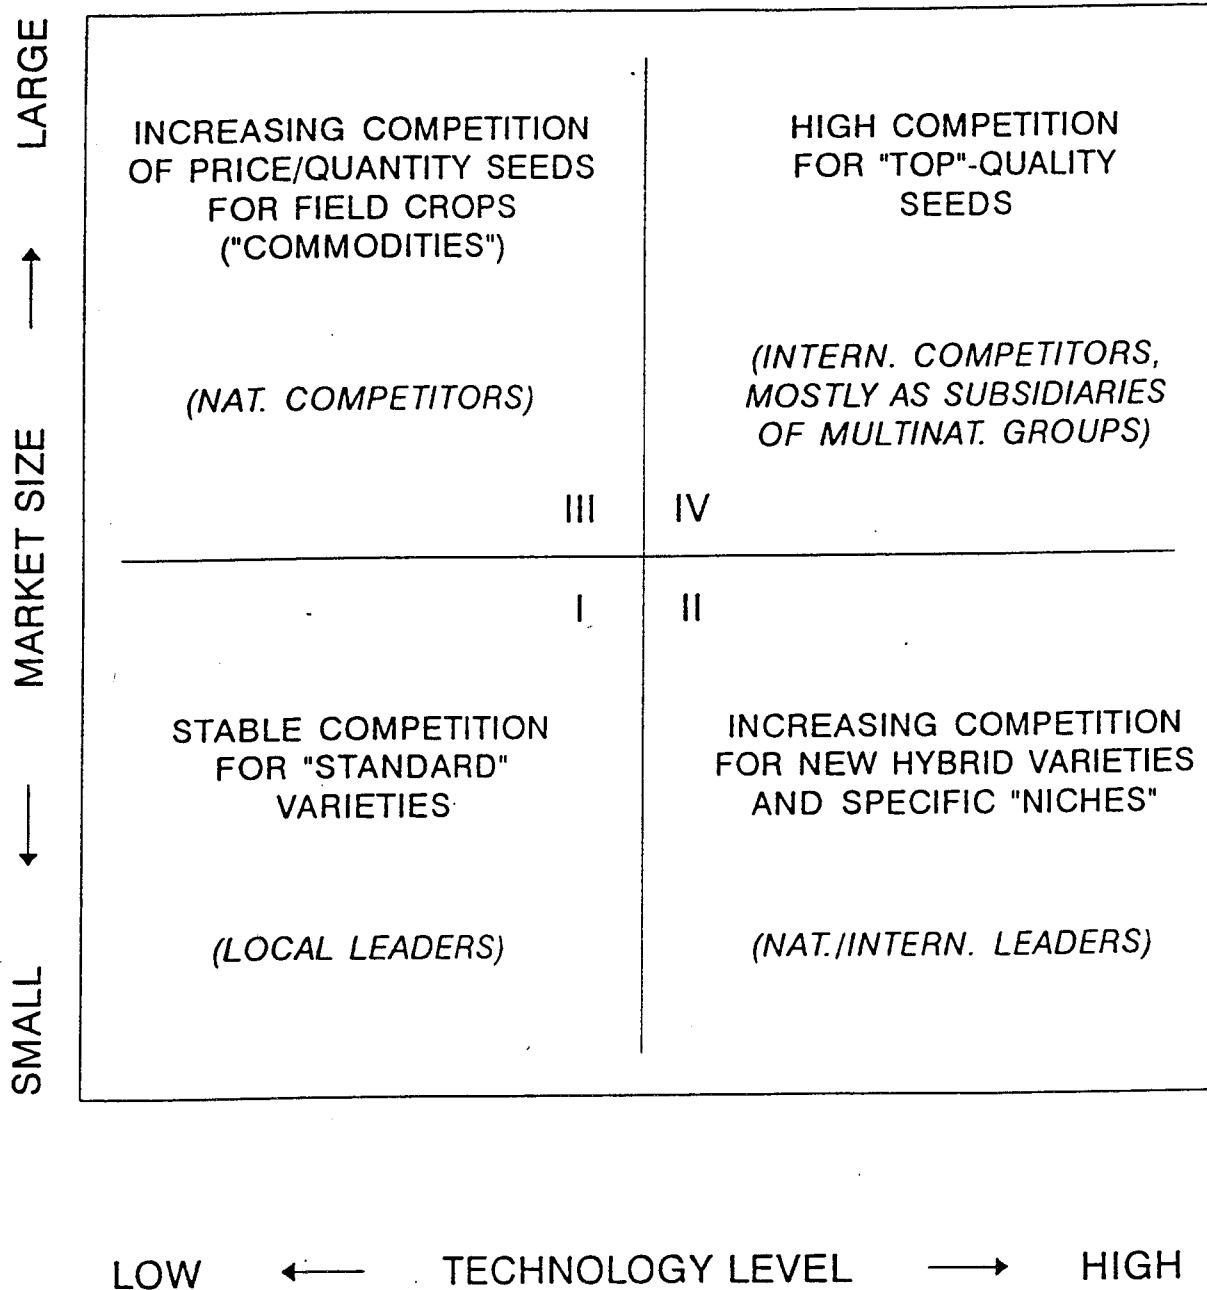 LARGE
MARKET SIZE
SMALL
INCREASING COMPETITION
OF PRICE/QUANTITY SEEDS
FOR FIELD CROPS
("COMMODITIES")
(NAT. COMPETITORS)
III
HIGH COMPETITION
FOR "TOP"-QUALITY
SEEDS
(INTERN. COMPETITORS,
MOSTLY AS SUBSIDIARIES
OF MULTINAT. GROUPS)
IV
I
STABLE COMPETITION
FOR "STANDARD"
VARIETIES
(LOCAL LEADERS)
II
INCREASING COMPETITION
FOR NEW HYBRID VARIETIES
AND SPECIFIC "NICHES"
(NAT./INTERN. LEADERS)
LOW
TECHNOLOGY LEVEL
HIGH